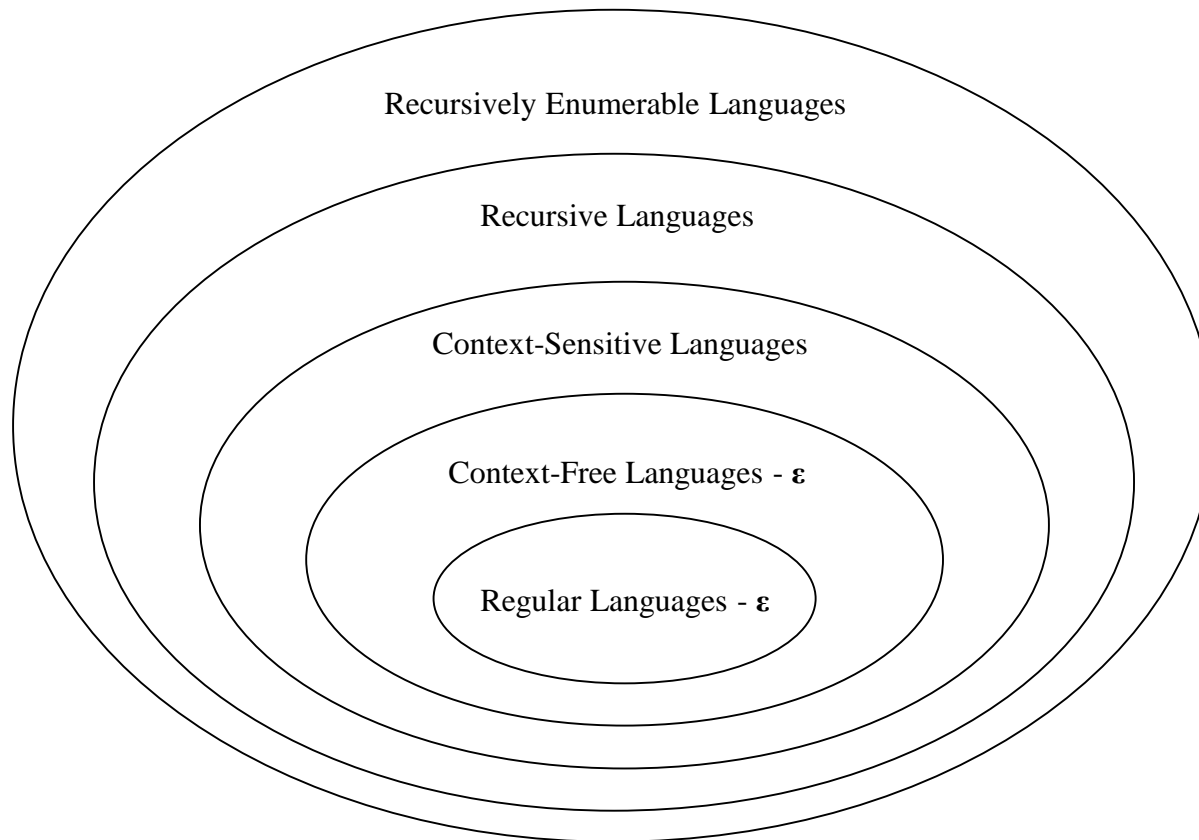 Recursively Enumerable Languages
Recursive Languages
Context-Sensitive Languages
Context-Free Languages - ε
Regular Languages - ε